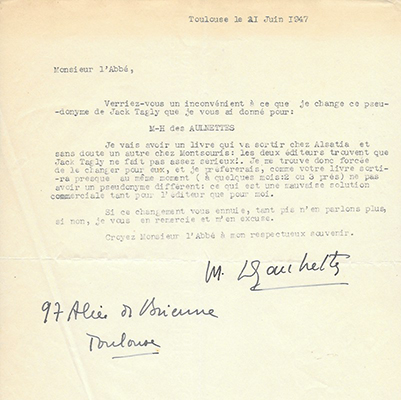 Toulouse le 21 Juin 1947
Monsieur l'Abbé,
Verriez-vous un inconvénient à ce que je change ce pseu-
donyme de Jack Tagly que je vous ai donné pour:
M-H des AULNETTES
Je vais avoir un livre qui va sortir chez Alsatia et
sans doute un autre chez Montsouris: les deux éditeurs trouvent que
Jack Tagly ne fait pas assez serieux!. Je me trouve donc forcée
de le changer pour eux, et je préfererais, comme votre livre sorti-
ra presque au même moment ( à quelques mois:2 ou 3 près) ne pas
avoir un pseudonyme différent: ce qui est une mauvaise solution
commerciale tant pour l'éditeur que pour moi.
Si ce changement vous ennuie, tant pis n'en parlons plus,
si non, je vous en remercie et m'en excuse.
Croyez Monsieur l'Abbé à mon respectueux souvenir.
M.
97 Allées de Brienne
Toulouse